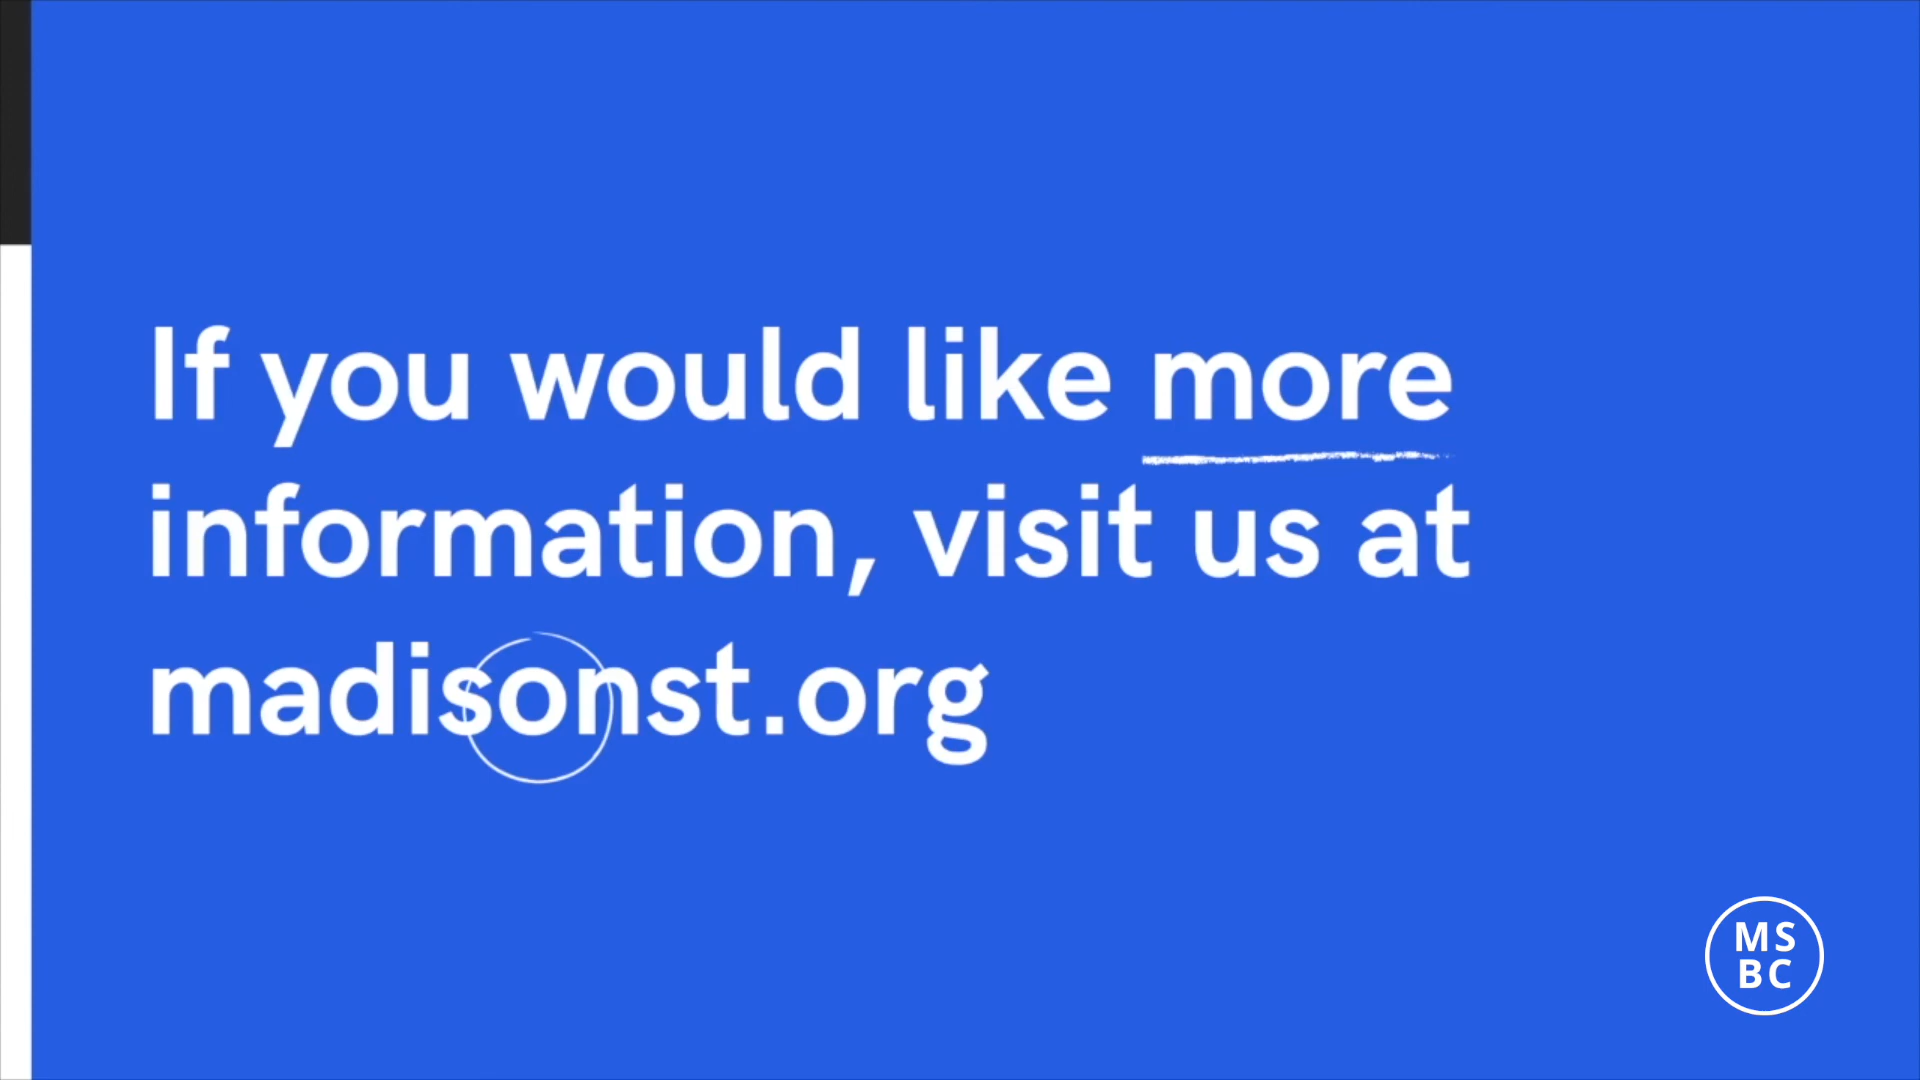 If you would like more
information, visit us at
madisonst.org
MS
BC